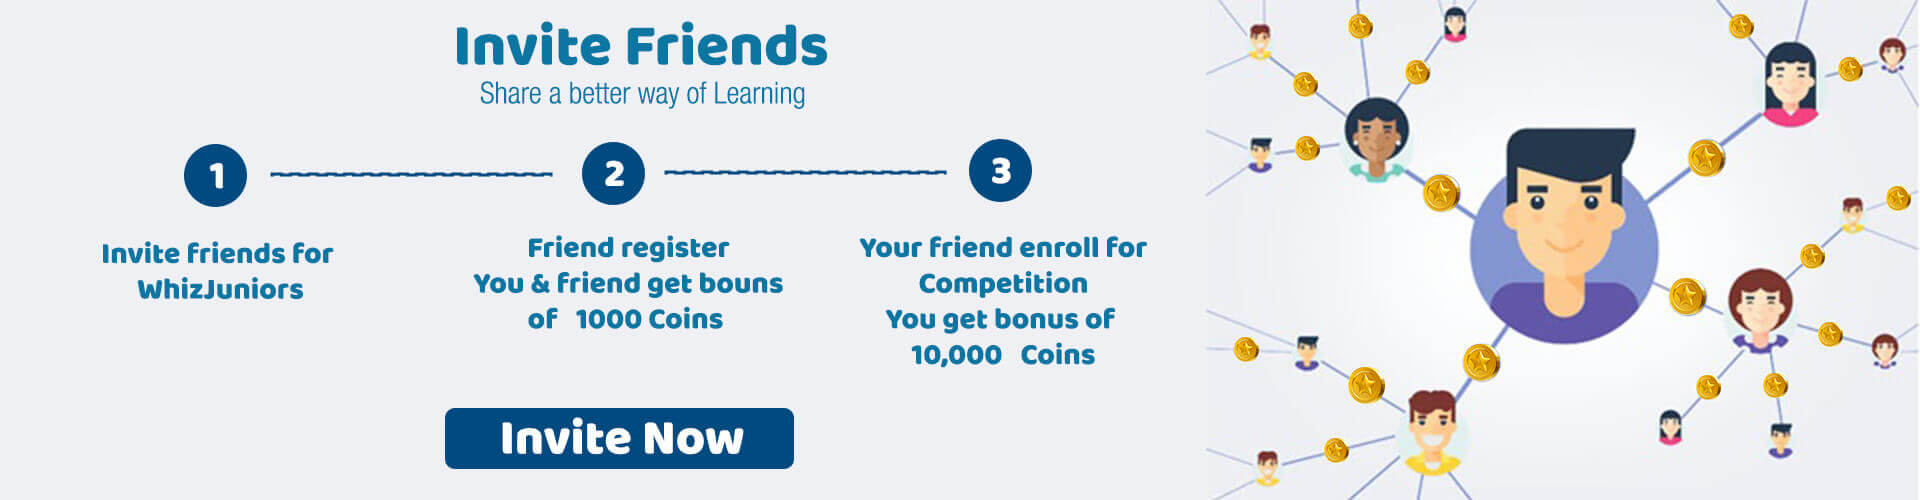 Invite Friends
Share a better way of Learning
1
2
3
Invite friends for
WhizJuniors
Friend register
You & friend get bouns
of 1000 Coins
Your friend enroll for
Competition
You get bonus of
10,000 Coins
Invite Now